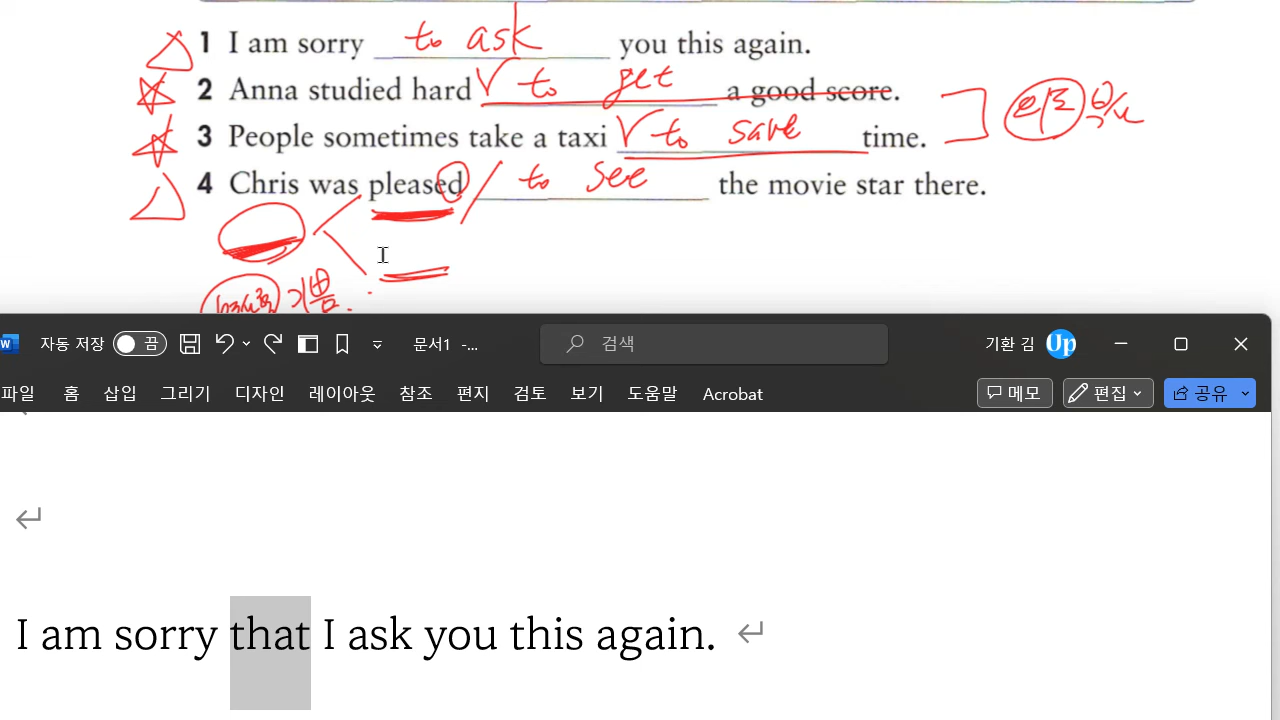 1 I am sorry to ask you this again.
2 Anna studied hard to get a good score.
3 People sometimes take a taxi to save time.
4 Chris was pleased / to see the movie star there.
기쁨.
자동 저장 끔 문서1 -... 검색 기환 김 Up
파일 홈 삽입 그리기 디자인 레이아웃 참조 편지 검토 보기 도움말 Acrobat 메모 편집 공유
I am sorry that I ask you this again.